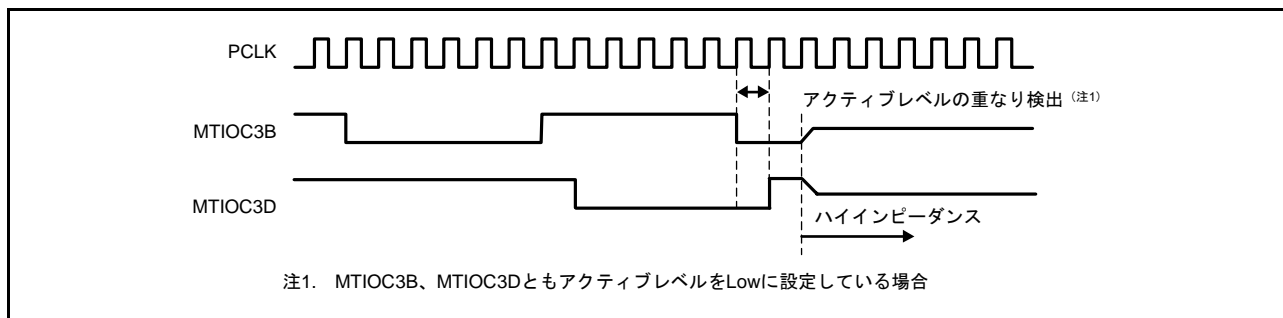 PCLK
アクティブレベルの重なり検出（注1）
MTIOC3B
MTIOC3D
ハイインピーダンス
注1. MTIOC3B、MTIOC3DともアクティブレベルをLowに設定している場合